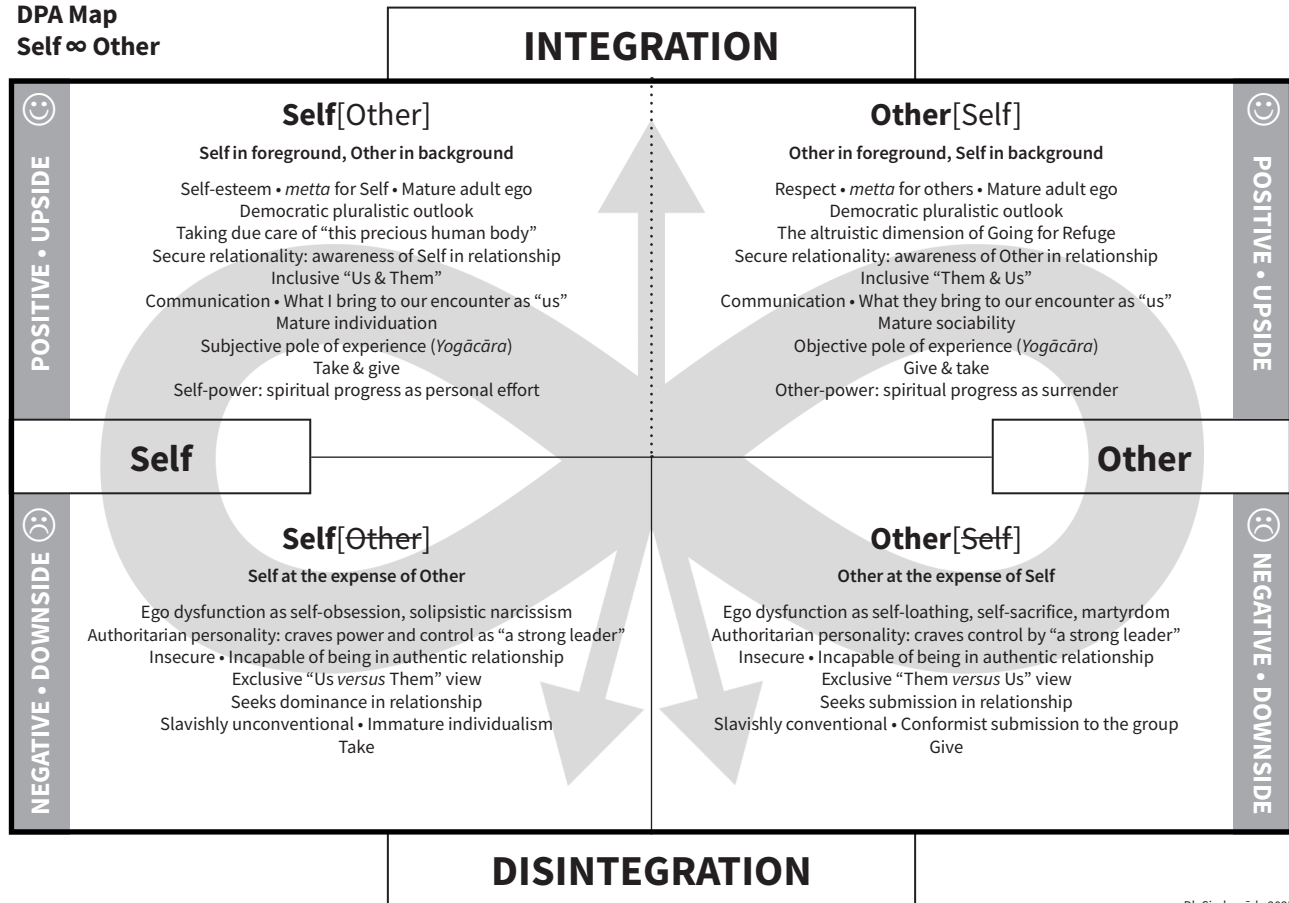 DPA Map
Self ∞ Other
INTEGRATION
POSITIVE • UPSIDE
Self[Other]
Self in foreground, Other in background
Self-esteem • metta for Self • Mature adult ego
Democratic pluralistic outlook
Taking due care of “this precious human body”
Secure relationality: awareness of Self in relationship
Inclusive “Us & Them”
Communication • What I bring to our encounter as “us”
Mature individuation
Subjective pole of experience (Yogācāra)
Take & give
Self-power: spiritual progress as personal effort
Other[Self]
Other in foreground, Self in background
Respect • metta for others • Mature adult ego
Democratic pluralistic outlook
The altruistic dimension of Going for Refuge
Secure relationality: awareness of Other in relationship
Inclusive “Them & Us”
Communication • What they bring to our encounter as “us”
Mature sociability
Objective pole of experience (Yogācāra)
Give & take
Other-power: spiritual progress as surrender
POSITIVE • UPSIDE
Self
Other
NEGATIVE • DOWNSIDE
Self[Other]
Self at the expense of Other
Ego dysfunction as self-obsession, solipsistic narcissism
Authoritarian personality: craves power and control as “a strong leader”
Insecure • Incapable of being in authentic relationship
Exclusive “Us versus Them” view
Seeks dominance in relationship
Slavishly unconventional • Immature individualism
Take
Other[Self]
Other at the expense of Self
Ego dysfunction as self-loathing, self-sacrifice, martyrdom
Authoritarian personality: craves control by “a strong leader”
Insecure • Incapable of being in authentic relationship
Exclusive “Them versus Us” view
Seeks submission in relationship
Slavishly conventional • Conformist submission to the group
Give
NEGATIVE • DOWNSIDE
DISINTEGRATION